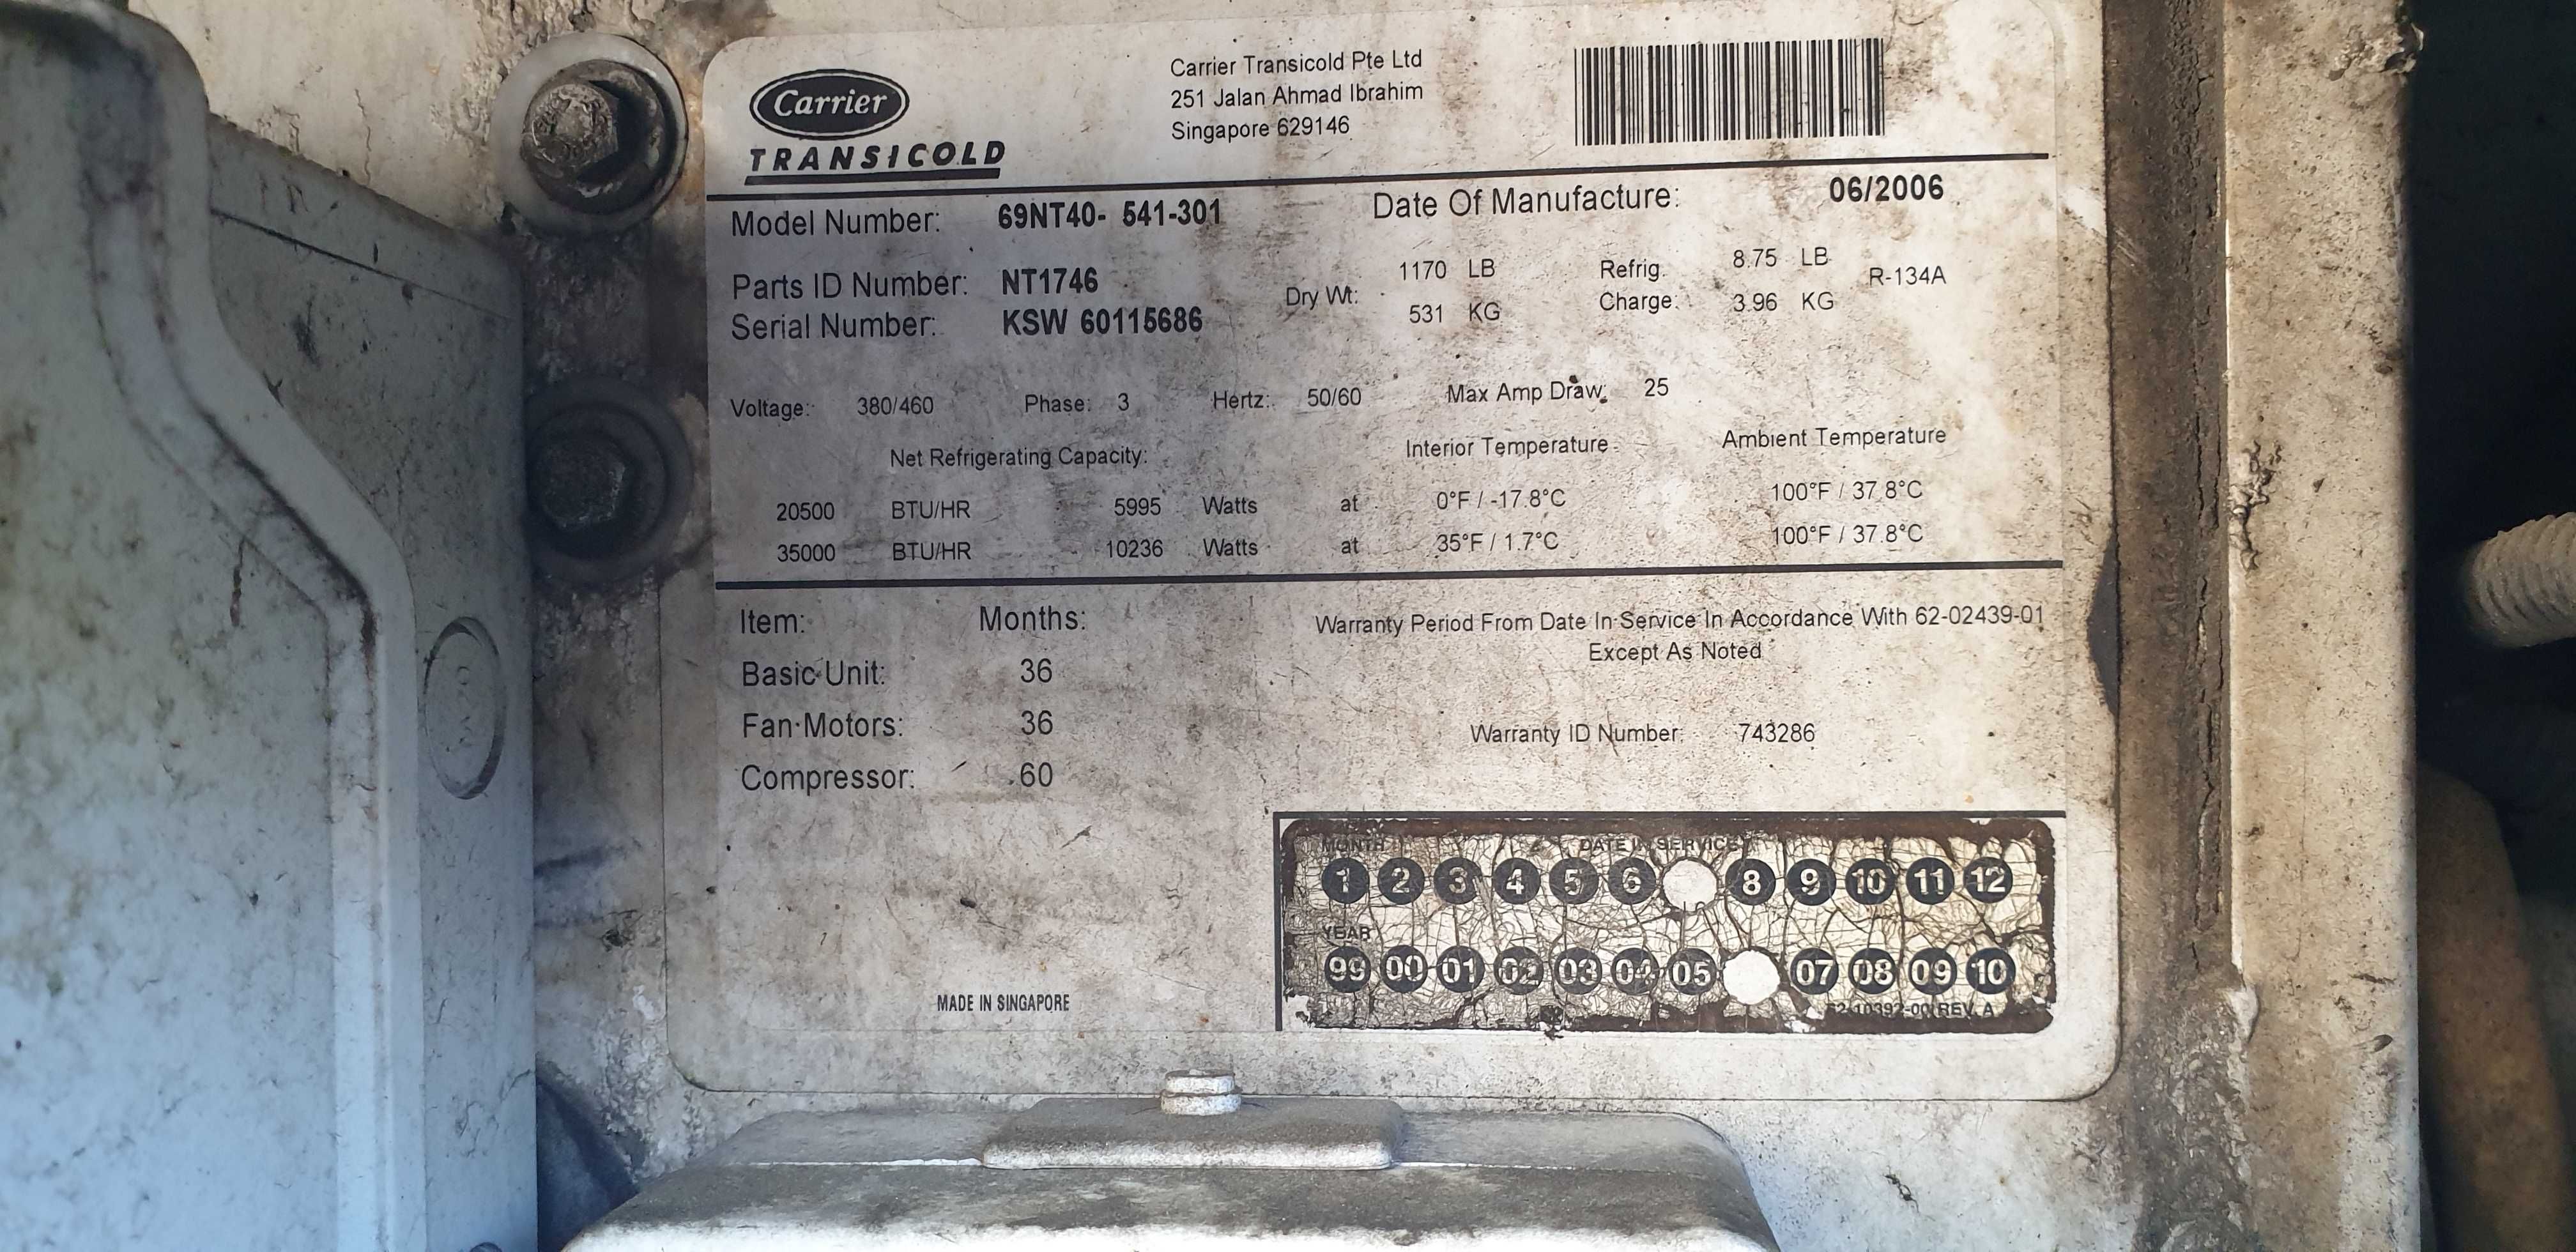 Carrier
TRANSICOLD
Carrier Transicold Pte Ltd
251 Jalan Ahmad Ibrahim
Singapore 629146
Model Number: 69NT40- 541-301
Date Of Manufacture: 06/2006
Parts ID Number: NT1746
Serial Number: KSW 60115686
Dry Wt: 1170 LB
531 KG
Refrig. Charge: 8.75 LB
3.96 KG
R-134A
Voltage: 380/460 Phase: 3 Hertz: 50/60 Max Amp Draw: 25
Net Refrigerating Capacity: Interior Temperature Ambient Temperature
20500 BTU/HR 5995 Watts at 0°F / -17.8°C 100°F / 37.8°C
35000 BTU/HR 10236 Watts at 35°F / 1.7°C 100°F / 37.8°C
Item: Months:
Basic Unit: 36
Fan Motors: 36
Compressor: 60
Warranty Period From Date In Service In Accordance With 62-02439-01
Except As Noted
Warranty ID Number: 743286
MONTH DATE IN SERVICE
1 2 3 4 5 6 8 9 10 11 12
YEAR
99 00 01 02 03 04 05 07 08 09 10
62-10392-00 REV A
MADE IN SINGAPORE